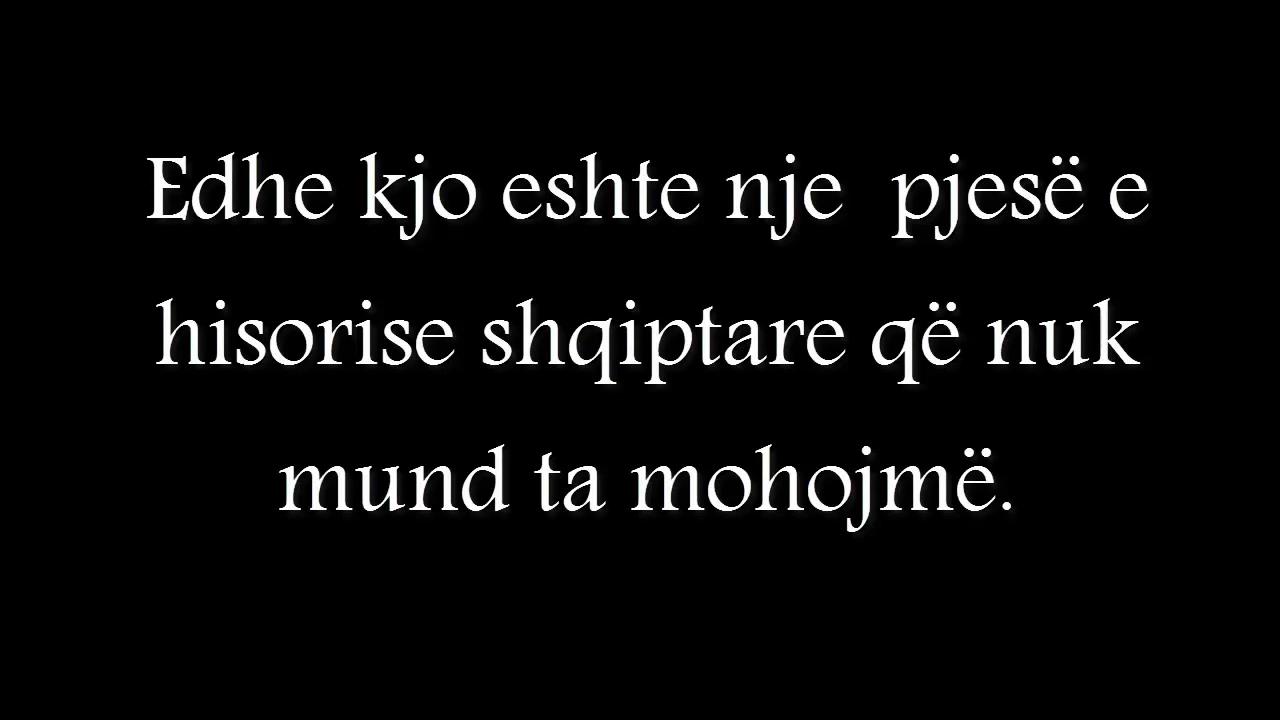 Edhe kjo eshte nje  pjesë e
hisorise shqiptare që nuk
mund ta mohojmë.